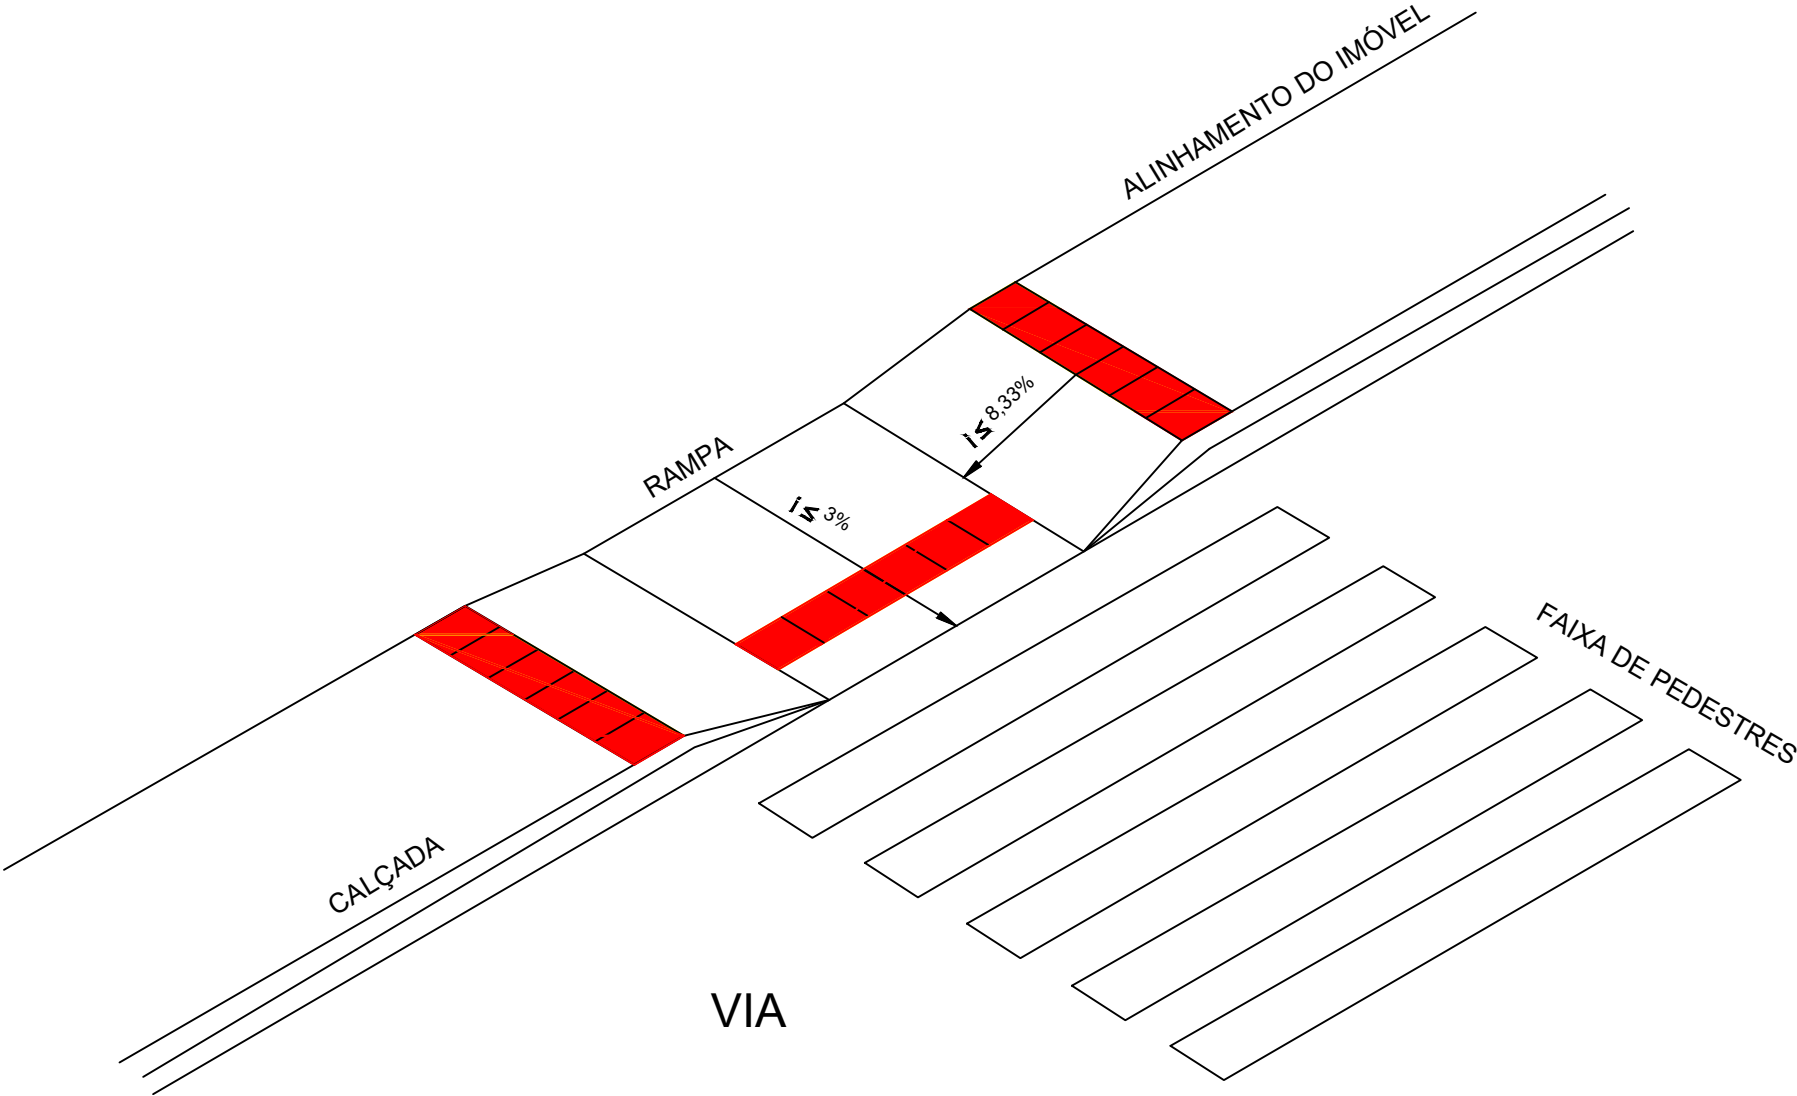 ALINHAMENTO DO IMÓVEL
i ≤ 8,33%
RAMPA
i ≤ 3%
FAIXA DE PEDESTRES
CALÇADA
VIA